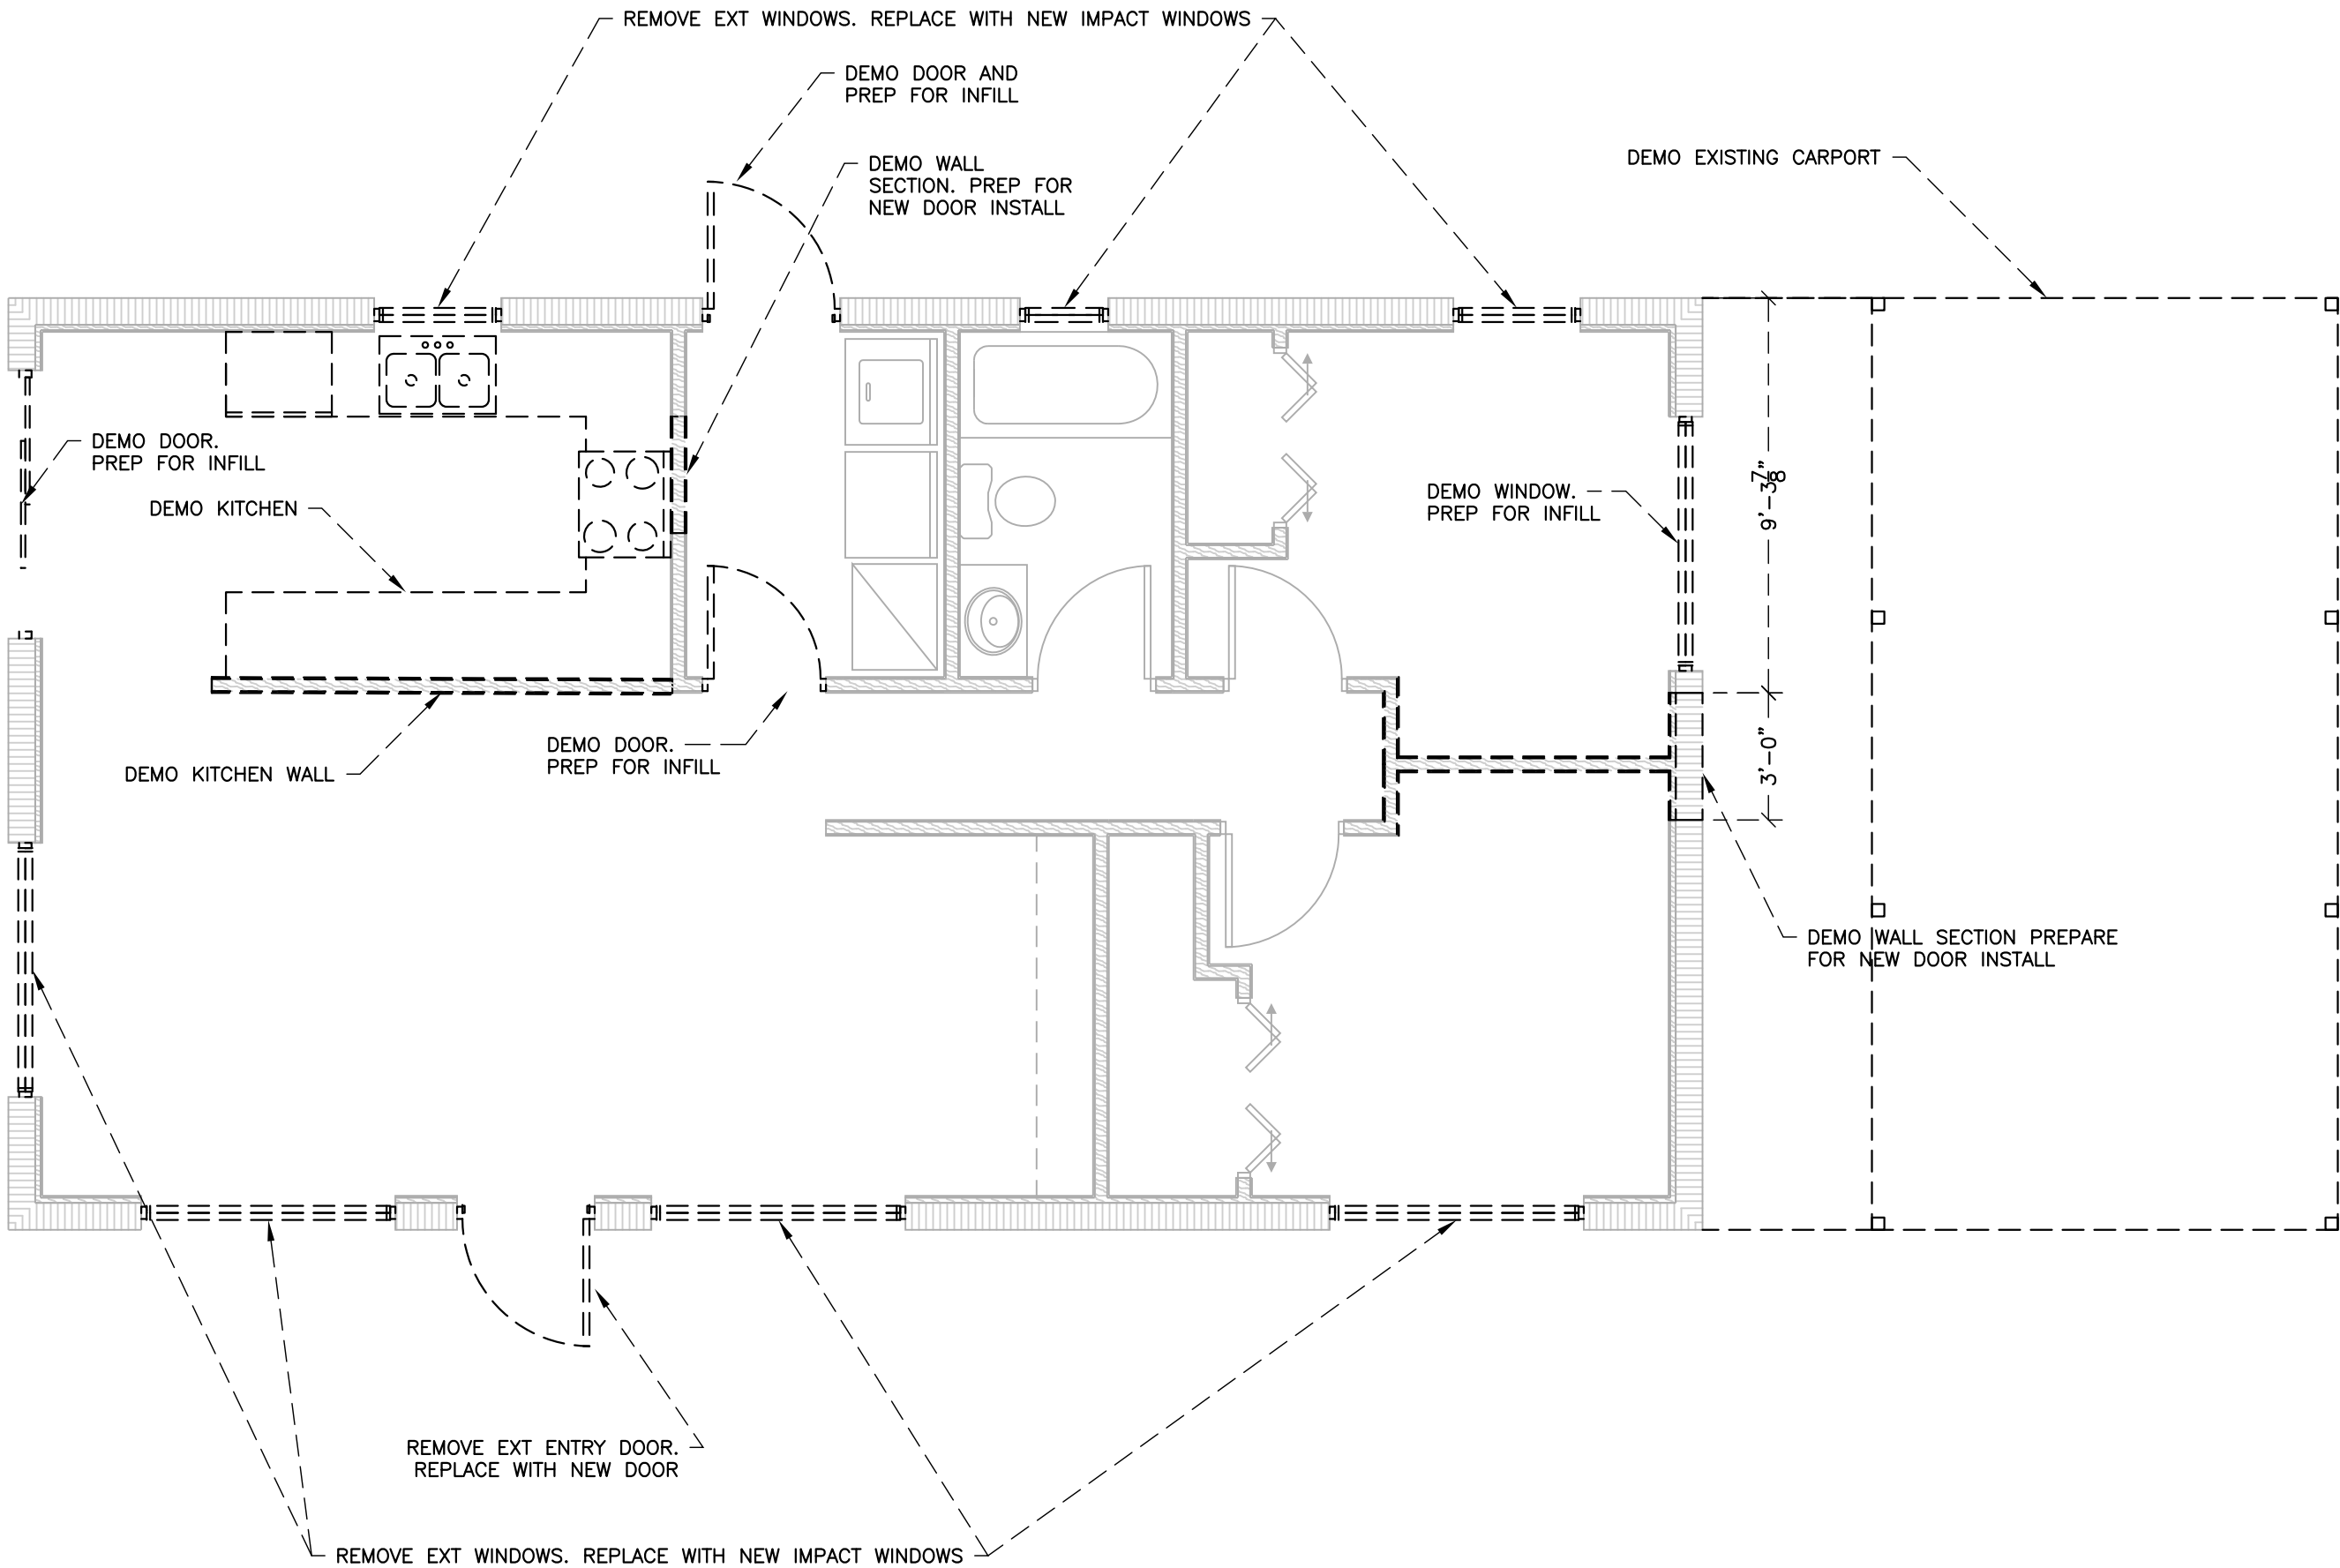 REMOVE EXT WINDOWS. REPLACE WITH NEW IMPACT WINDOWS
DEMO DOOR AND
PREP FOR INFILL
DEMO WALL
SECTION. PREP FOR
NEW DOOR INSTALL
DEMO EXISTING CARPORT
DEMO DOOR.
PREP FOR INFILL
DEMO KITCHEN
DEMO WINDOW.
PREP FOR INFILL
9'-3 7/8"
3'-0"
DEMO DOOR.
PREP FOR INFILL
DEMO KITCHEN WALL
DEMO WALL SECTION PREPARE
FOR NEW DOOR INSTALL
REMOVE EXT ENTRY DOOR.
REPLACE WITH NEW DOOR
REMOVE EXT WINDOWS. REPLACE WITH NEW IMPACT WINDOWS